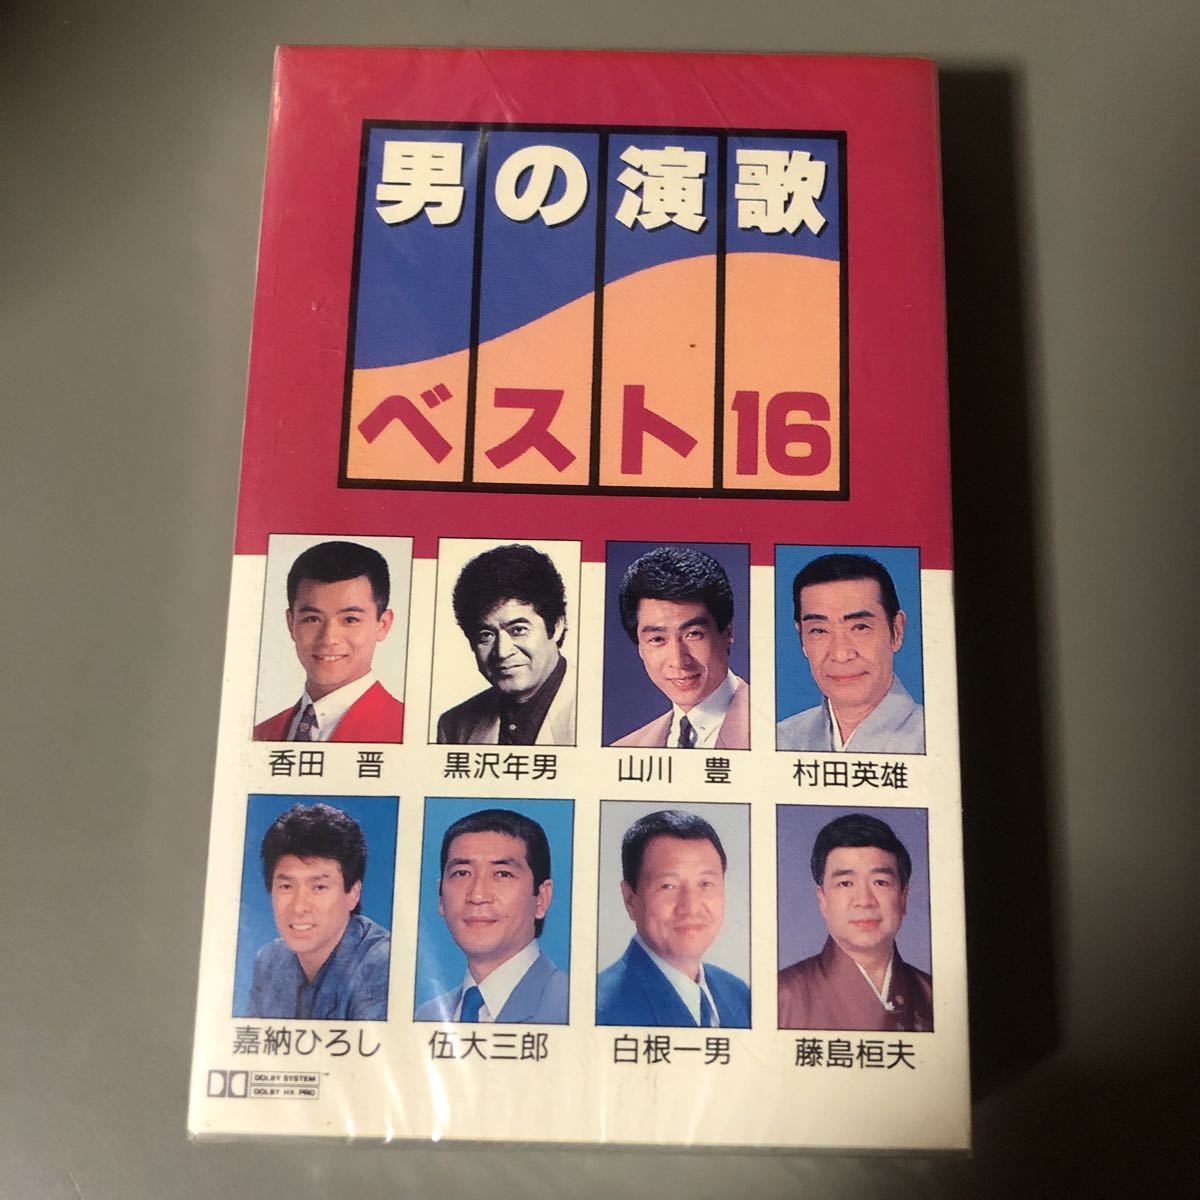 男の演歌
ベスト16
香田 晋
黒沢年男
山川 豊
村田英雄
嘉納ひろし
伍大三郎
白根一男
藤島桓夫
DOLBY SYSTEM ™
DOLBY HX PRO